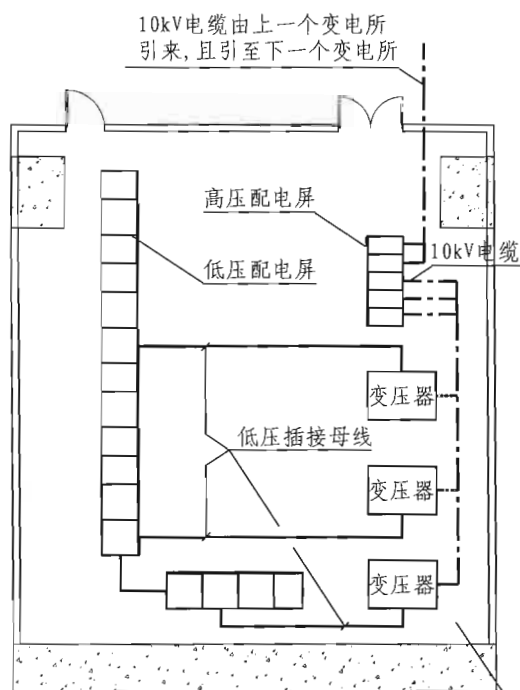 10kV电缆由上一个变电所
引来,且引至下一个变电所
高压配电屏
10kV电缆
低压配电屏
变压器
低压插接母线
变压器
变压器